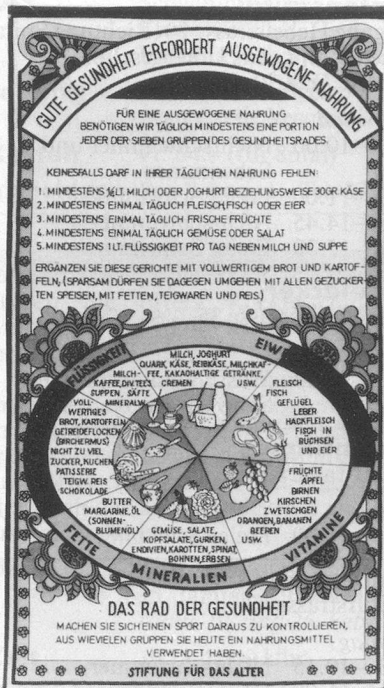 GUTE GESUNDHEIT ERFORDERT AUSGEWOGENE NAHRUNG
FÜR EINE AUSGEWOGENE NAHRUNG
BENÖTIGEN WIR TÄGLICH MINDESTENS EINE PORTION
JEDER DER SIEBEN GRUPPEN DES GESUNDHEITSRADES.
KEINESFALLS DARF IN IHRER TÄGLICHEN NAHRUNG FEHLEN:
1. MINDESTENS ½ LT. MILCH ODER JOGHURT BEZIEHUNGSWEISE 30GR. KÄSE
2. MINDESTENS EINMAL TÄGLICH FLEISCH, FISCH ODER EIER
3. MINDESTENS EINMAL TÄGLICH FRISCHE FRÜCHTE
4. MINDESTENS EINMAL TÄGLICH GEMÜSE ODER SALAT
5. MINDESTENS 1 LT. FLÜSSIGKEIT PRO TAG NEBEN MILCH UND SUPPE
ERGÄNZEN SIE DIESE GERICHTE MIT VOLLWERTIGEM BROT UND KARTOF-
FELN, (SPARSAM DÜRFEN SIE DAGEGEN UMGEHEN MIT ALLEN GEZUCKER-
TEN SPEISEN, MIT FETTEN, TEIGWAREN UND REIS.)
FLÜSSIGKEIT
EIW
MILCH, JOGHURT
QUARK, KÄSE, REIBKÄSE, MILCHKAF-
FEE, KAKAOHALTIGE GETRÄNKE,
CREMEN USW.
MILCH-
KAFFEE, DIV. TEES
SUPPEN, SÄFTE
MINERALW.
FLEISCH
FISCH
GEFLÜGEL
LEBER
HACKFLEISCH
FISCH IN
BÜCHSEN
UND EIER
VOLL-
WERTIGES
BROT, KARTOFFELN
GETREIDEFLOCKEN
(BIRCHERMUS)
NICHT ZU VIEL
ZUCKER, KUCHEN
PATISSERIE
TEIGW. REIS
SCHOKOLADE
FRÜCHTE
ÄPFEL
BIRNEN
KIRSCHEN
ZWETSCHGEN
ORANGEN, BANANEN
BEEREN
USW.
BUTTER
MARGARINE, ÖL
(SONNEN-
BLUMENÖL)
GEMÜSE, SALATE,
KOPFSALATE, GURKEN,
ENDIVIEN, KAROTTEN, SPINAT,
BOHNEN, ERBSEN
FETTE
MINERALIEN
VITAMINE
DAS RAD DER GESUNDHEIT
MACHEN SIE SICH EINEN SPORT DARAUS ZU KONTROLLIEREN,
AUS WIEVIELEN GRUPPEN SIE HEUTE EIN NAHRUNGSMITTEL
VERWENDET HABEN.
STIFTUNG FÜR DAS ALTER